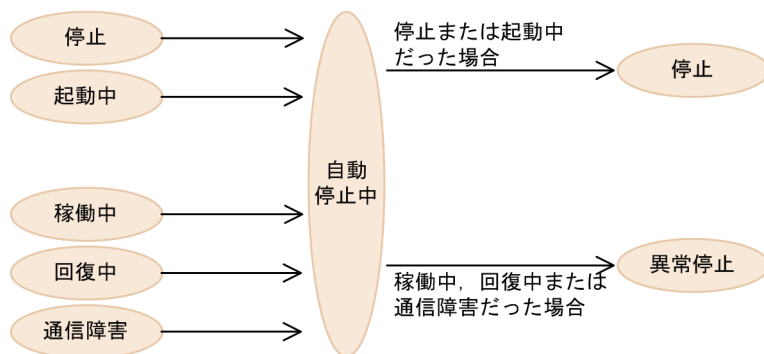 停止
起動中
稼働中
回復中
通信障害
自動
停止中
停止または起動中
だった場合
停止
稼働中，回復中または
通信障害だった場合
異常停止